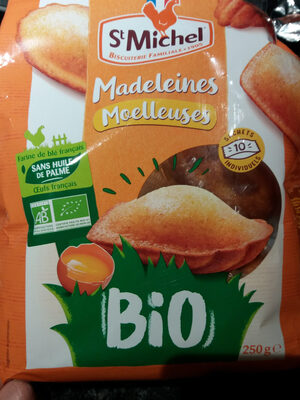 St Michel
BISCUITERIE FAMILIALE • 1905
Madeleines
Moelleuses
SACHETS
10
INDIVIDUELS
Farine de blé français
SANS HUILE
DE PALME
Œufs français
AB
BIO
250g e